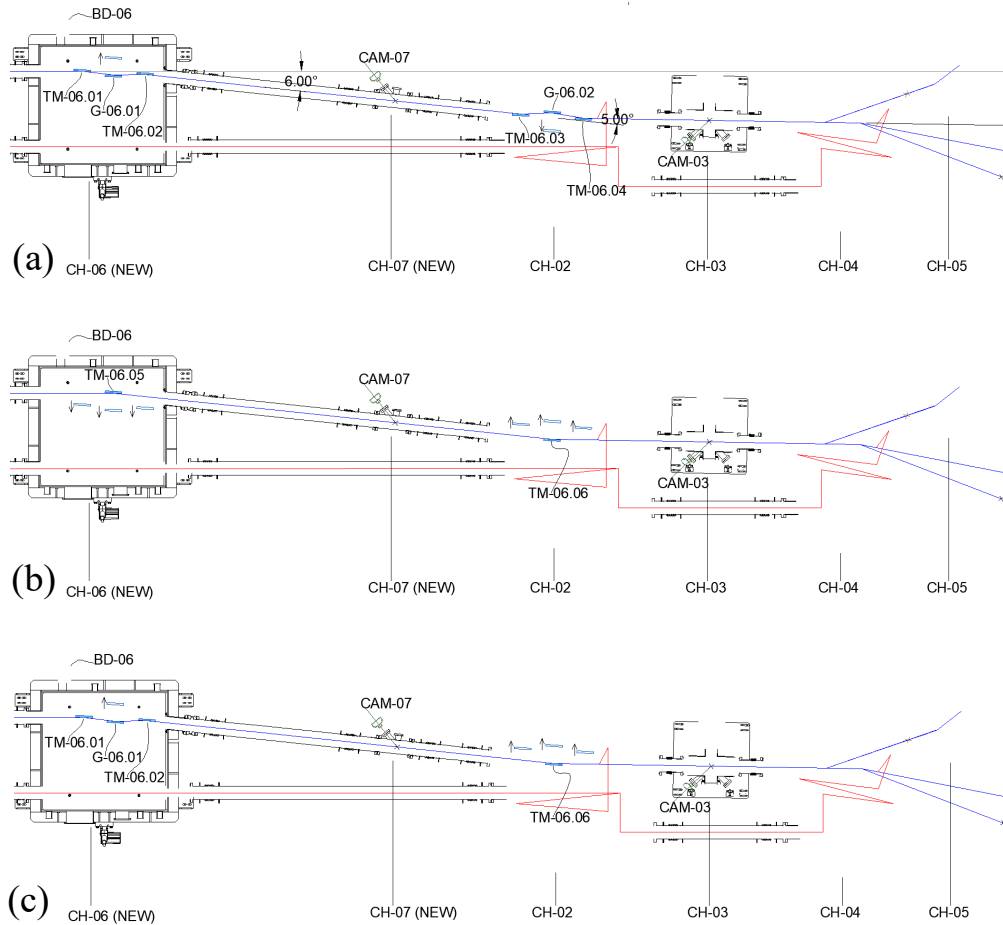 BD-06
CAM-07
6.00°
G-06.02
TM-06.01
G-06.01
TM-06.02
TM-06.03
5.00°
CAM-03
TM-06.04
(a)
CH-06 (NEW)
CH-07 (NEW)
CH-02
CH-03
CH-04
CH-05
BD-06
TM-06.05
CAM-07
CAM-03
TM-06.06
(b)
CH-06 (NEW)
CH-07 (NEW)
CH-02
CH-03
CH-04
CH-05
BD-06
CAM-07
TM-06.01
G-06.01
TM-06.02
CAM-03
TM-06.06
(c)
CH-06 (NEW)
CH-07 (NEW)
CH-02
CH-03
CH-04
CH-05